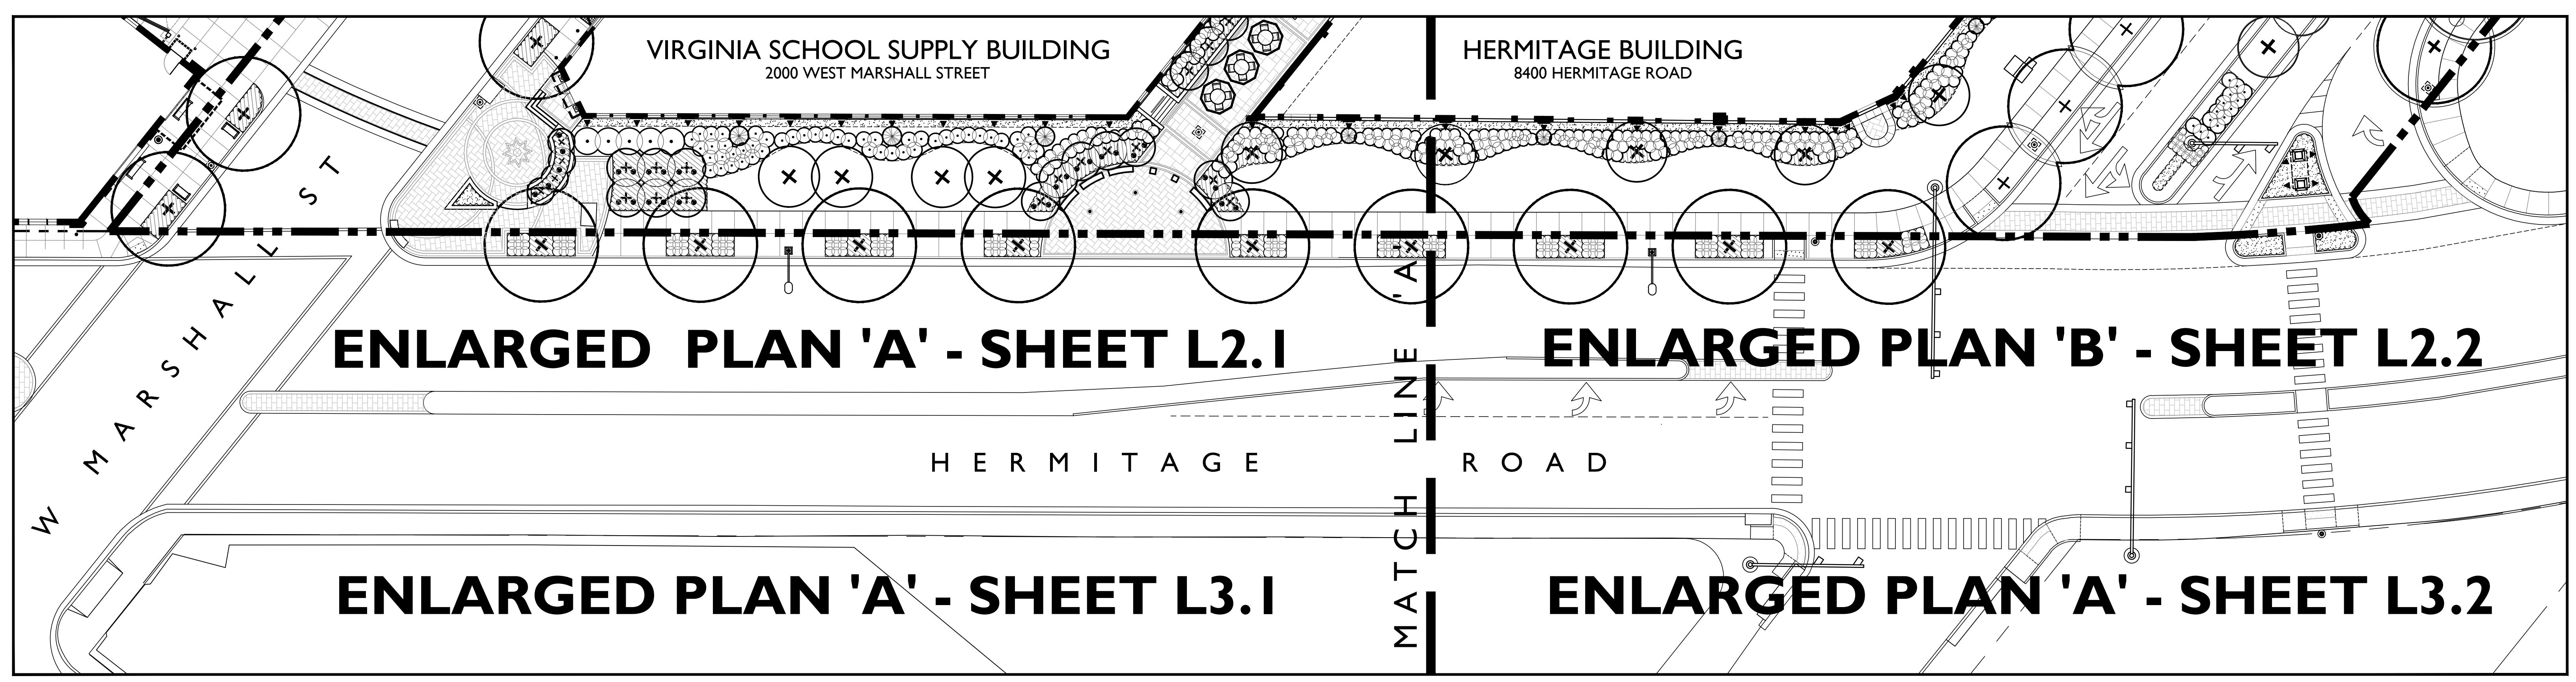 VIRGINIA SCHOOL SUPPLY BUILDING
2000 WEST MARSHALL STREET
HERMITAGE BUILDING
8400 HERMITAGE ROAD
W MARSHALL ST
ENLARGED PLAN 'A' - SHEET L2.1
ENLARGED PLAN 'B' - SHEET L2.2
HERMITAGE ROAD
MATCH LINE 'A'
ENLARGED PLAN 'A' - SHEET L3.1
ENLARGED PLAN 'A' - SHEET L3.2